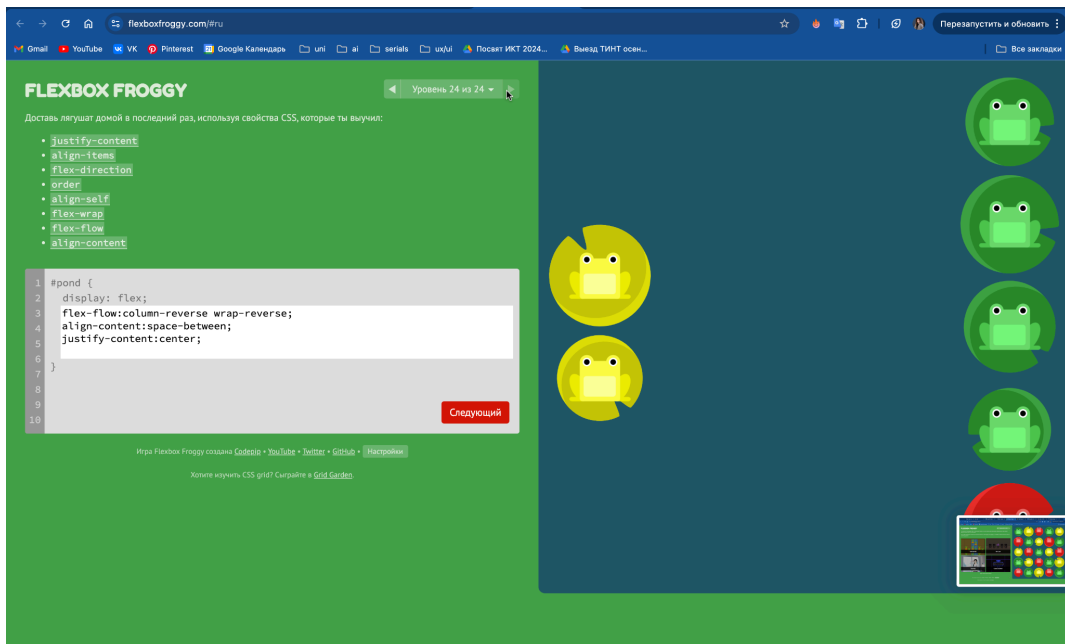 flexboxfroggy.com/#ru
Перезапустить и обновить
Gmail
YouTube
VK
Pinterest
Google Календарь
uni
ai
serials
ux/ui
Посвят ИКТ 2024...
Выезд ТИНТ осен...
Все закладки
FLEXBOX FROGGY
Уровень 24 из 24
Доставь лягушат домой в последний раз, используя свойства CSS, которые ты выучил:
justify-content
align-items
flex-direction
order
align-self
flex-wrap
flex-flow
align-content
1 #pond {
2 display: flex;
3 flex-flow:column-reverse wrap-reverse;
4 align-content:space-between;
5 justify-content:center;
6
7 }
8
9
10
Следующий
Игра Flexbox Froggy создана Codepip • YouTube • Twitter • GitHub • Настройки
Хотите изучить CSS grid? Сыграйте в Grid Garden.